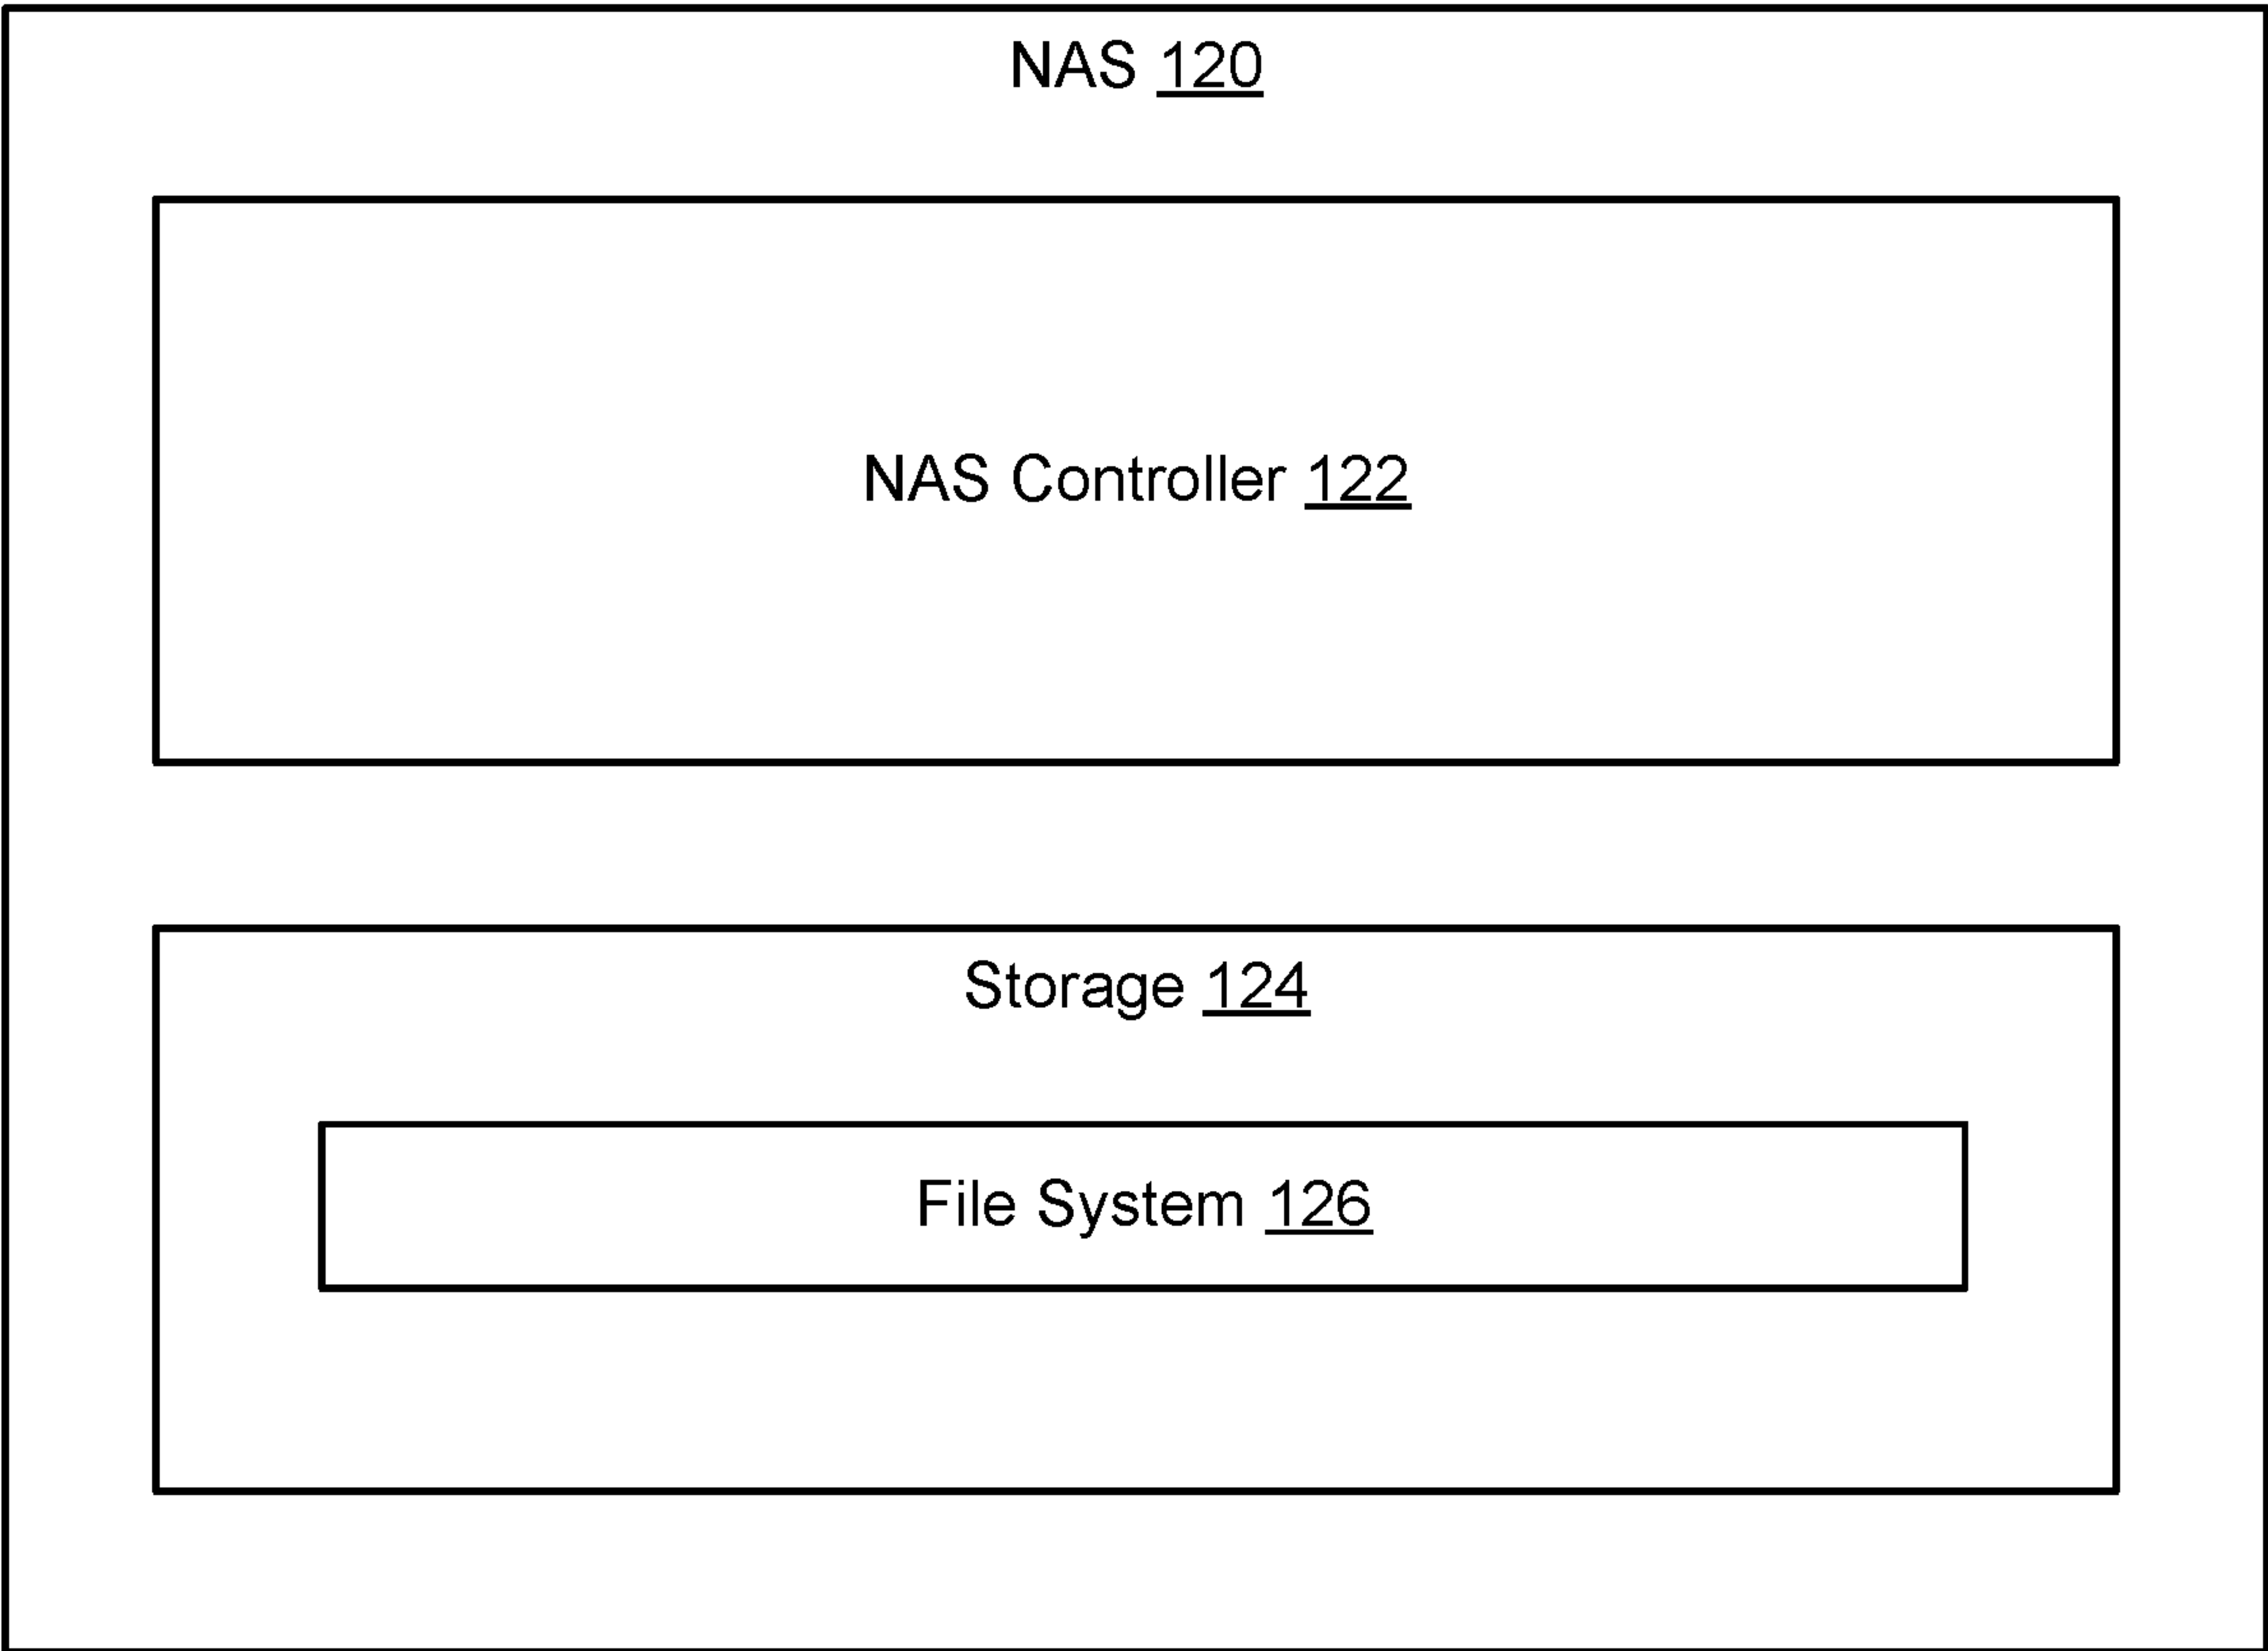 NAS 120
NAS Controller 122
Storage 124
File System 126